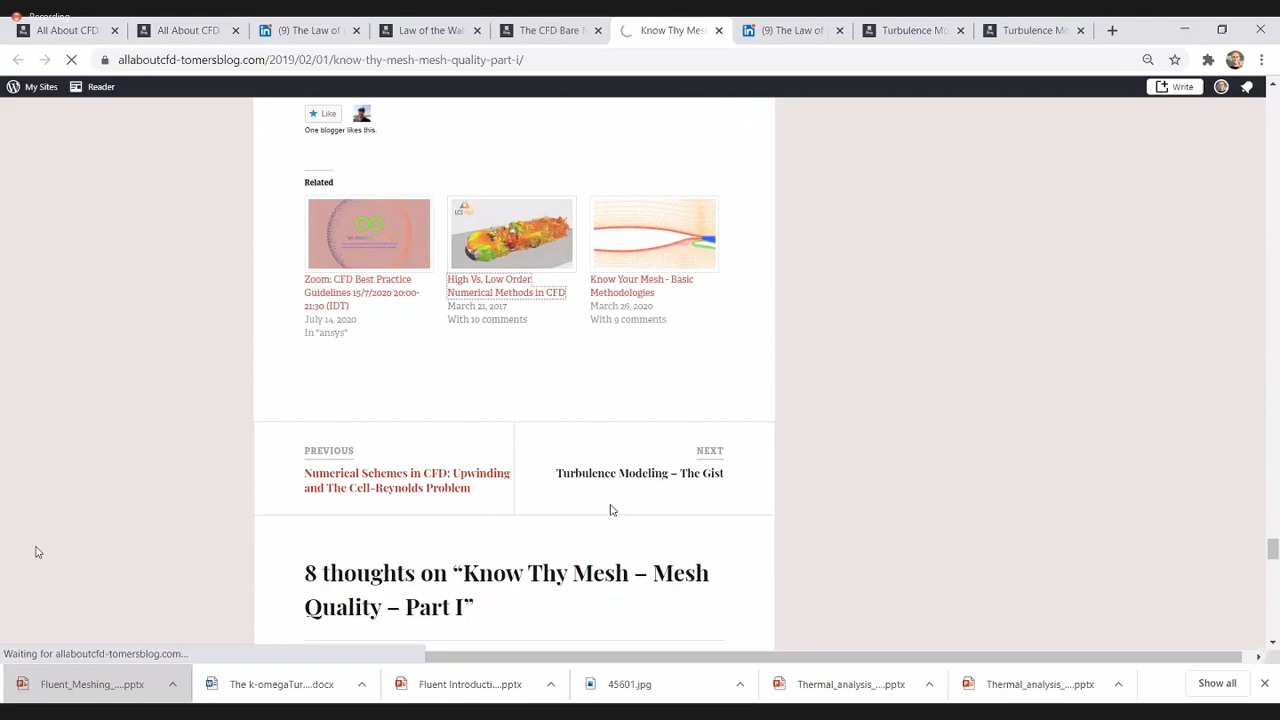 Recording
All About CFD
All About CFD
(9) The Law of
Law of the Wal
The CFD Bare
Know Thy Mes
(9) The Law of
Turbulence Mo
Turbulence Mo
allaboutcfd-tomersblog.com/2019/02/01/know-thy-mesh-mesh-quality-part-i/
My Sites
Reader
Write
Like
One blogger likes this.
Related
Zoom: CFD Best Practice
Guidelines 15/7/2020 20:00-
21:30 (IDT)
July 14, 2020
In "ansys"
High Vs. Low Order
Numerical Methods in CFD
March 21, 2017
With 10 comments
Know Your Mesh - Basic
Methodologies
March 26, 2020
With 9 comments
PREVIOUS
Numerical Schemes in CFD: Upwinding
and The Cell-Reynolds Problem
NEXT
Turbulence Modeling – The Gist
8 thoughts on “Know Thy Mesh – Mesh
Quality – Part I”
Waiting for allaboutcfd-tomersblog.com...
Fluent_Meshing_....pptx
The k-omegaTur....docx
Fluent Introducti....pptx
45601.jpg
Thermal_analysis_....pptx
Thermal_analysis_....pptx
Show all